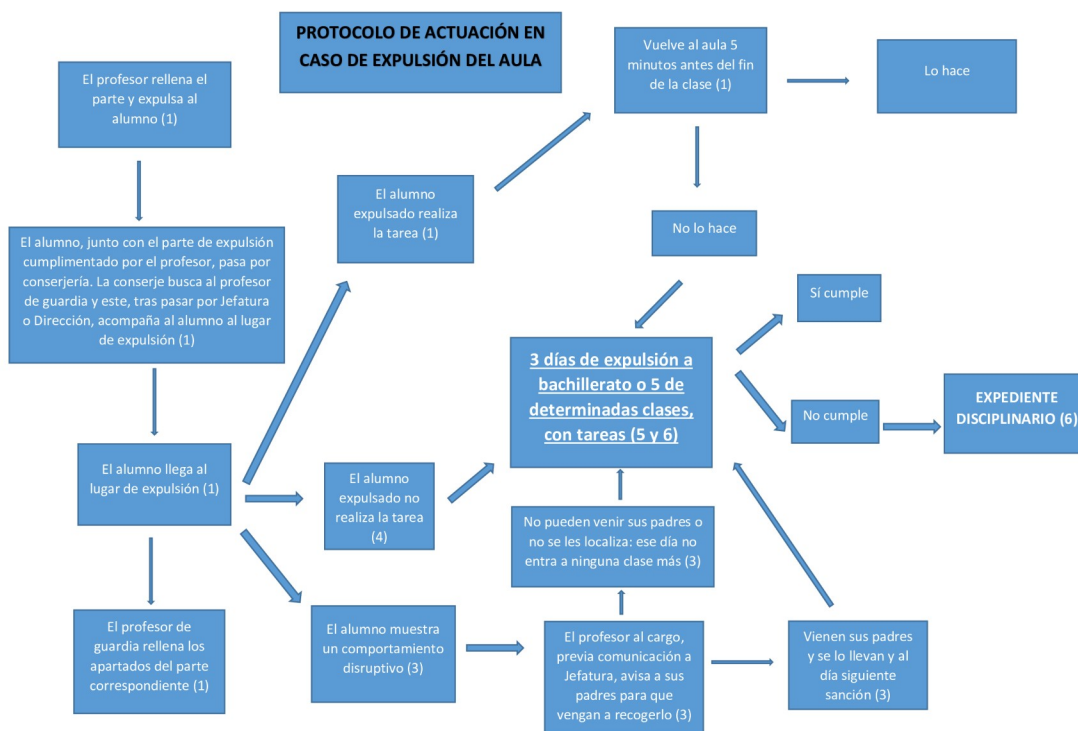 PROTOCOLO DE ACTUACIÓN EN
CASO DE EXPULSIÓN DEL AULA
El profesor rellena el
parte y expulsa al
alumno (1)
El alumno, junto con el parte de expulsión
cumplimentado por el profesor, pasa por
conserjería. La conserje busca al profesor
de guardia y este, tras pasar por Jefatura
o Dirección, acompaña al alumno al lugar
de expulsión (1)
El alumno llega al
lugar de expulsión (1)
El profesor de
guardia rellena los
apartados del parte
correspondiente (1)
El alumno
expulsado realiza
la tarea (1)
Vuelve al aula 5
minutos antes del fin
de la clase (1)
Lo hace
No lo hace
El alumno
expulsado no
realiza la tarea
(4)
3 días de expulsión a
bachillerato o 5 de
determinadas clases,
con tareas (5 y 6)
Sí cumple
No cumple
EXPEDIENTE
DISCIPLINARIO (6)
El alumno muestra
un comportamiento
disruptivo (3)
El profesor al cargo,
previa comunicación a
Jefatura, avisa a sus
padres para que
vengan a recogerlo (3)
No pueden venir sus padres o
no se les localiza: ese día no
entra a ninguna clase más (3)
Vienen sus padres
y se lo llevan y al
día siguiente
sanción (3)